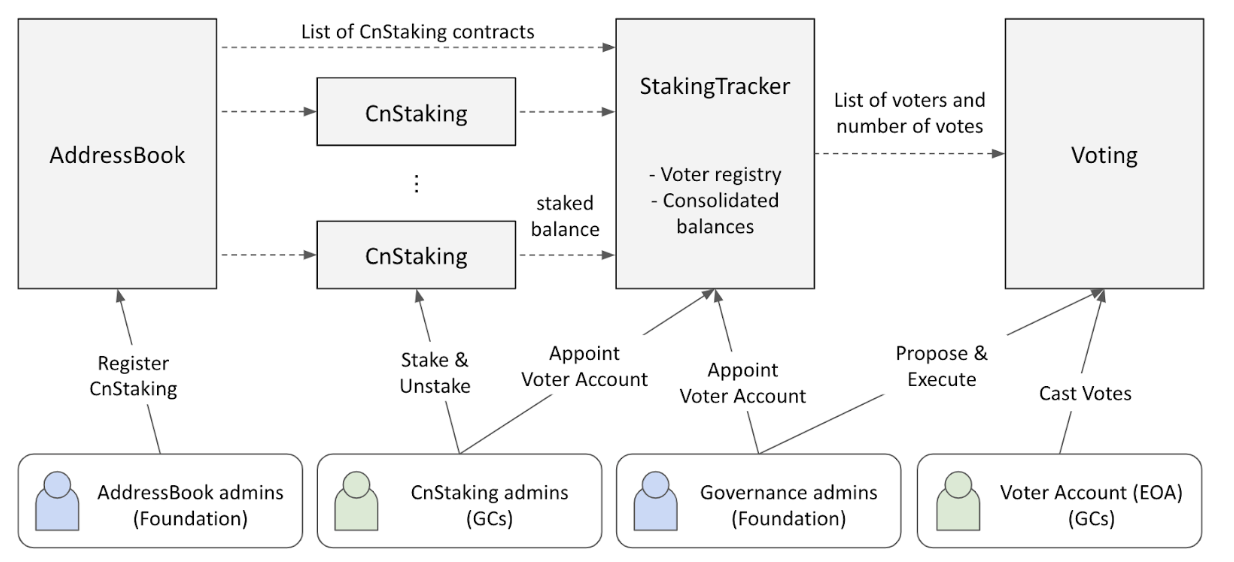 List of CnStaking contracts
AddressBook
CnStaking
⋮
CnStaking
staked
balance
StakingTracker
- Voter registry
- Consolidated
balances
List of voters and
number of votes
Voting
Register
CnStaking
Stake &
Unstake
Appoint
Voter Account
Appoint
Voter Account
Propose &
Execute
Cast Votes
AddressBook admins
(Foundation)
CnStaking admins
(GCs)
Governance admins
(Foundation)
Voter Account (EOA)
(GCs)